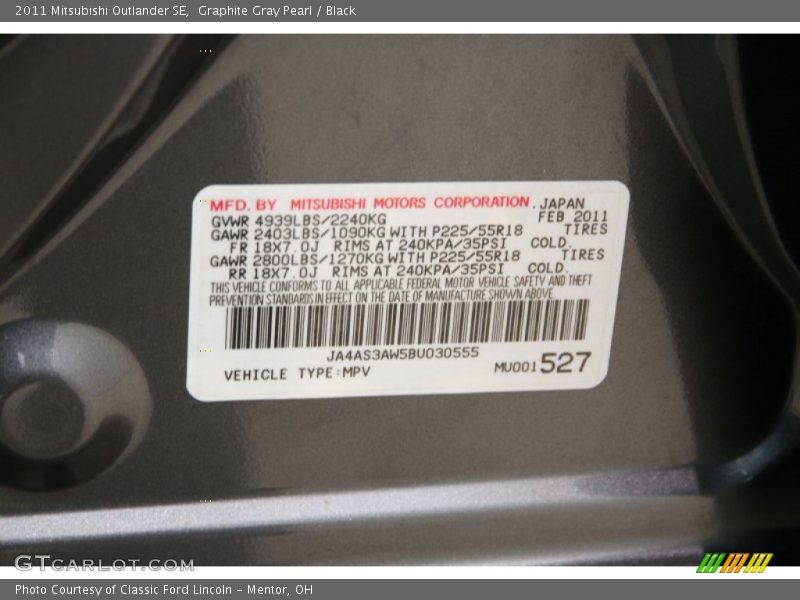 2011 Mitsubishi Outlander SE, Graphite Gray Pearl / Black
MFD. BY MITSUBISHI MOTORS CORPORATION, JAPAN
GVWR 4939LBS/2240KG FEB 2011
GAWR 2403LBS/1090KG WITH P225/55R18 TIRES
FR 18X7.0J RIMS AT 240KPA/35PSI COLD.
GAWR 2800LBS/1270KG WITH P225/55R18 TIRES
RR 18X7.0J RIMS AT 240KPA/35PSI COLD.
THIS VEHICLE CONFORMS TO ALL APPLICABLE FEDERAL MOTOR VEHICLE SAFETY AND THEFT
PREVENTION STANDARDS IN EFFECT ON THE DATE OF MANUFACTURE SHOWN ABOVE.
JA4AS3AW5BU030555
VEHICLE TYPE:MPV MU001527
GTCARLOT.COM
Photo Courtesy of Classic Ford Lincoln - Mentor, OH